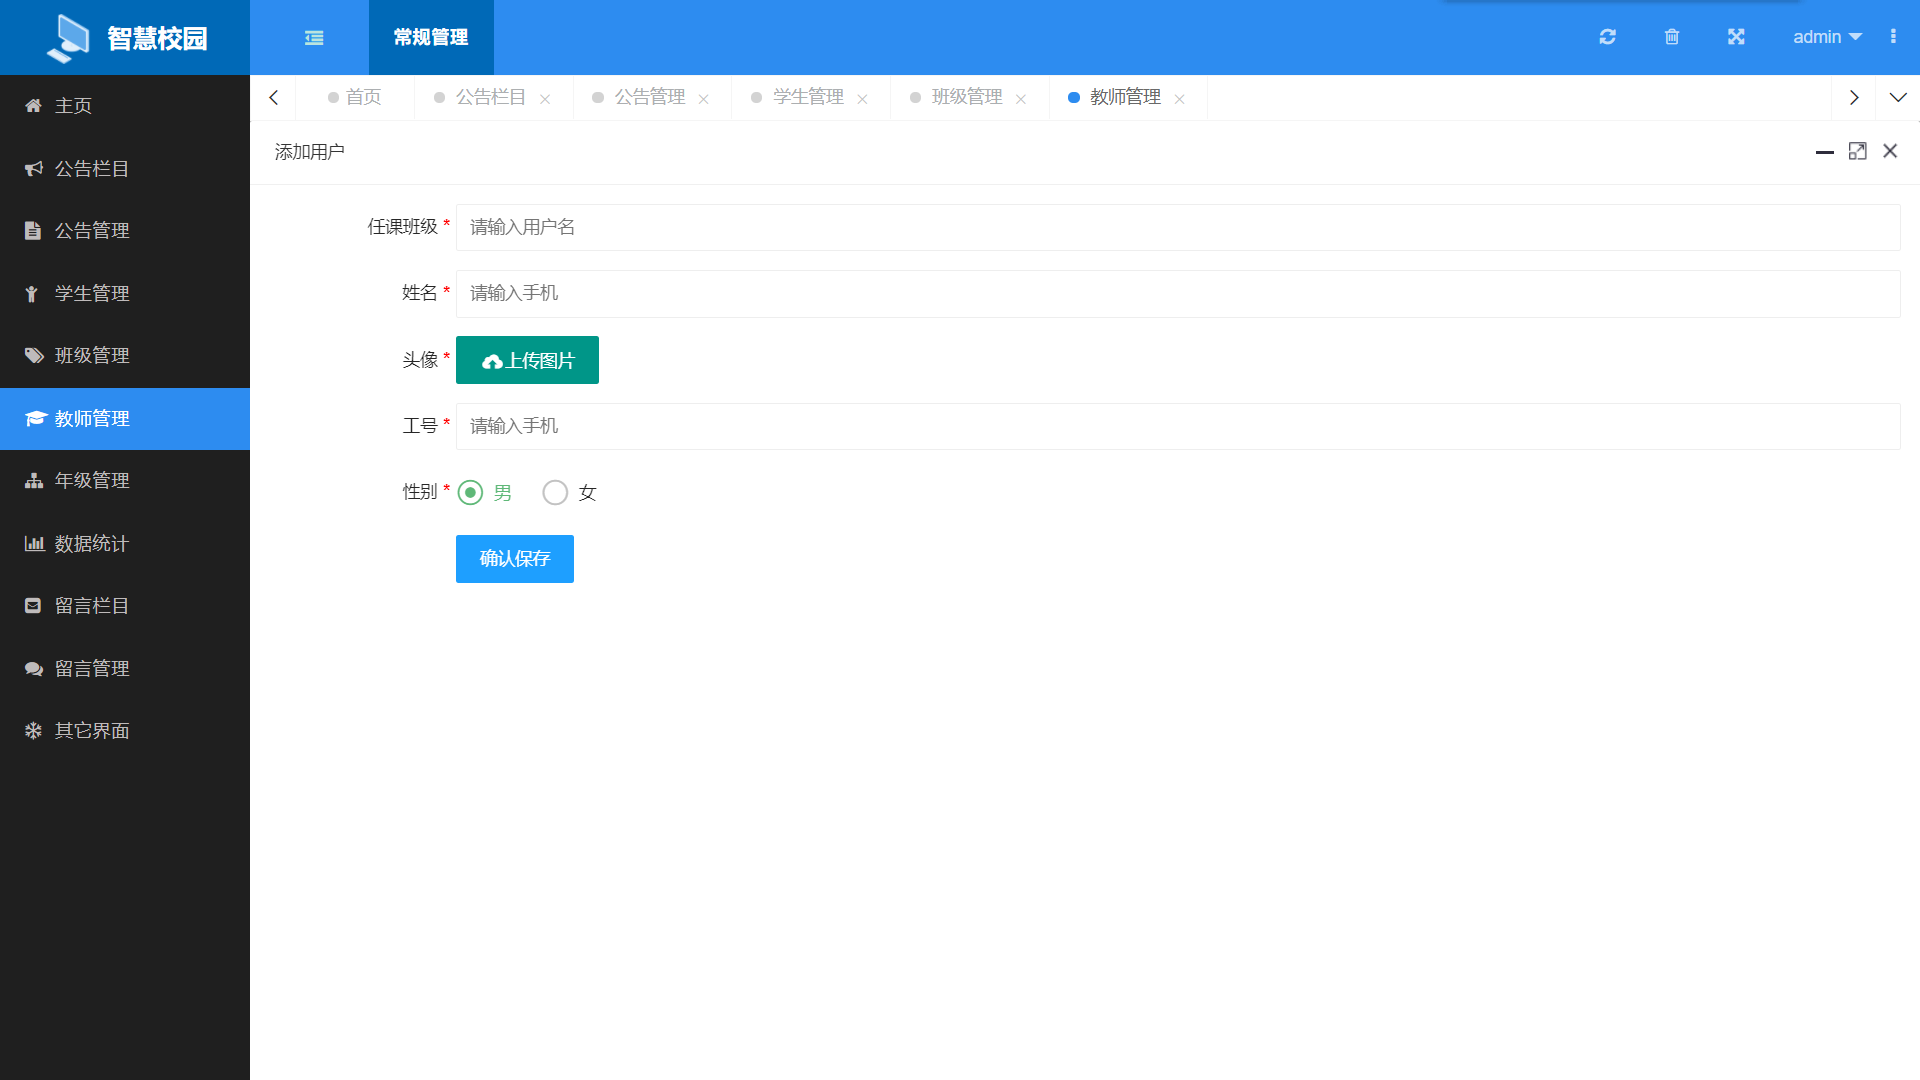 智慧校园
常规管理
admin
主页
公告栏目
公告管理
学生管理
班级管理
教师管理
年级管理
数据统计
留言栏目
留言管理
其它界面
首页
公告栏目
公告管理
学生管理
班级管理
教师管理
添加用户
任课班级 * 请输入用户名
姓名 * 请输入手机
头像 * 上传图片
工号 * 请输入手机
性别 * 男 女
确认保存